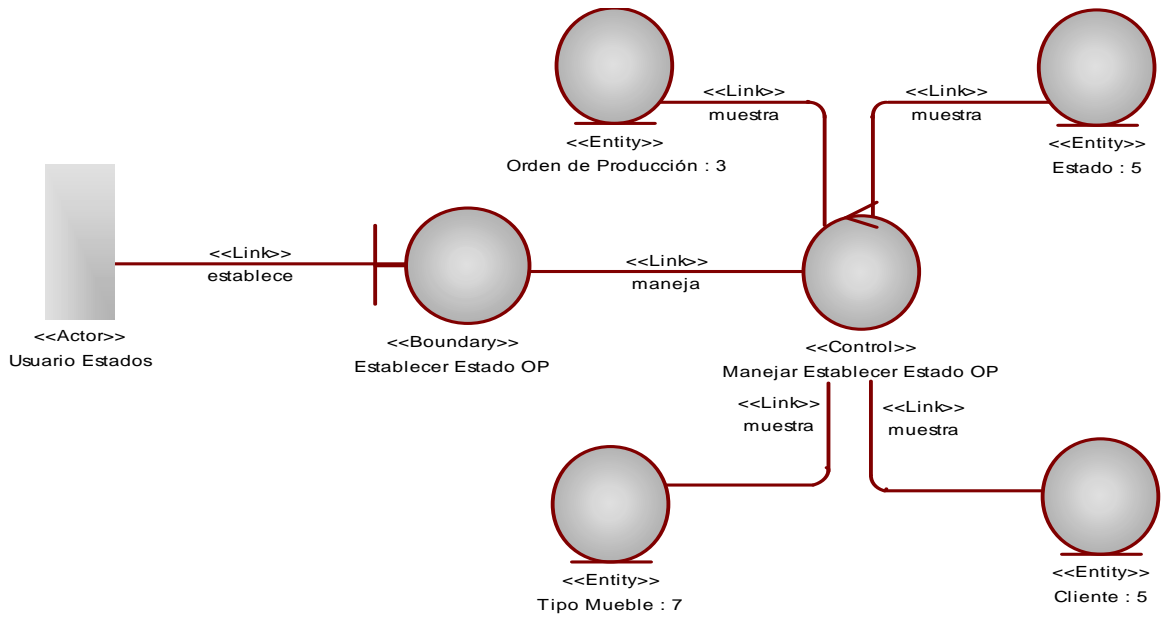 <<Link>>
muestra
<<Link>>
muestra
<<Entity>>
Orden de Producción : 3
<<Entity>>
Estado : 5
<<Link>>
establece
<<Link>>
maneja
<<Actor>>
Usuario Estados
<<Boundary>>
Establecer Estado OP
<<Control>>
Manejar Establecer Estado OP
<<Link>>
muestra
<<Link>>
muestra
<<Entity>>
Tipo Mueble : 7
<<Entity>>
Cliente : 5